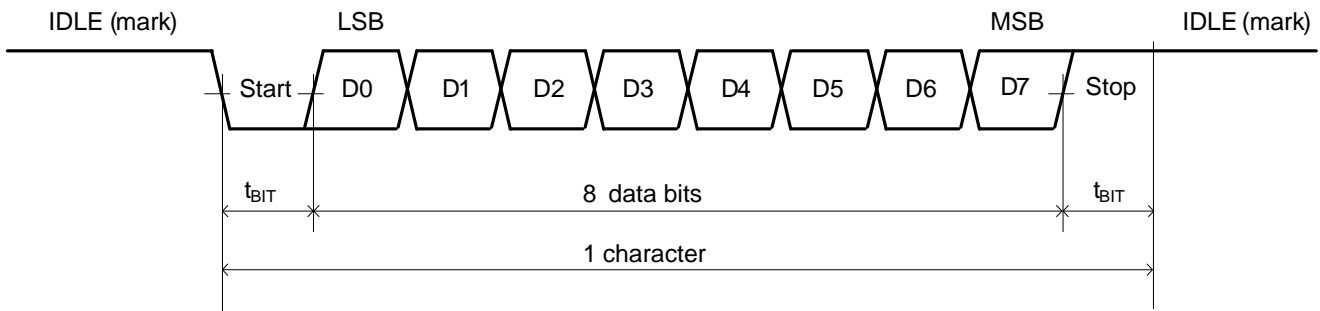 IDLE (mark) LSB MSB IDLE (mark)
Start D0 D1 D2 D3 D4 D5 D6 D7 Stop
tBIT 8 data bits tBIT
1 character